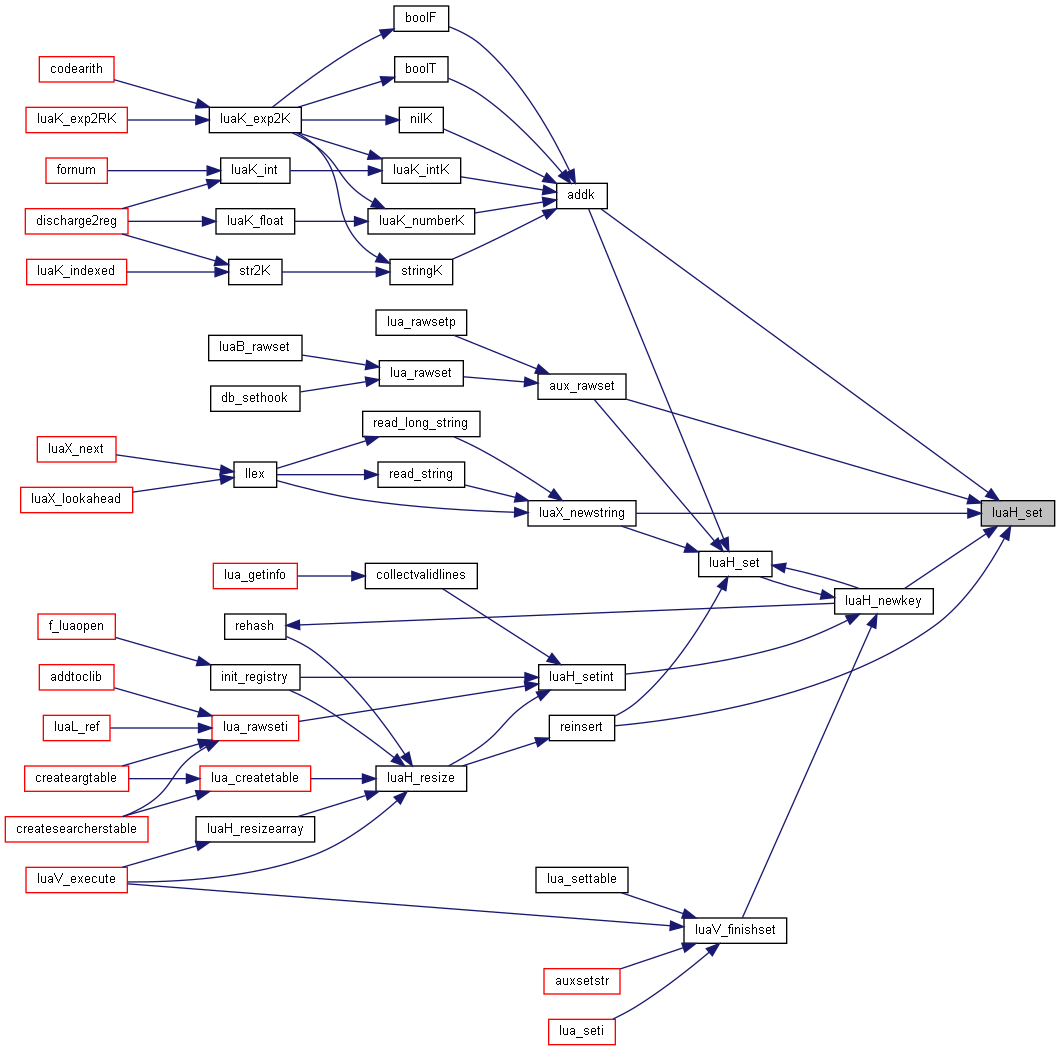 boolF
codearith
boolT
luaK_exp2RK
luaK_exp2K
nilK
fornum
luaK_int
luaK_intK
addk
discharge2reg
luaK_float
luaK_numberK
luaK_indexed
str2K
stringK
lua_rawsetp
luaB_rawset
lua_rawset
aux_rawset
db_sethook
read_long_string
luaX_next
llex
read_string
luaX_lookahead
luaX_newstring
luaH_set
luaH_set
lua_getinfo
collectvalidlines
luaH_newkey
f_luaopen
rehash
addtoclib
init_registry
luaH_setint
luaL_ref
lua_rawseti
reinsert
createargtable
lua_createtable
luaH_resize
createsearcherstable
luaH_resizearray
luaV_execute
lua_settable
luaV_finishset
auxsetstr
lua_seti